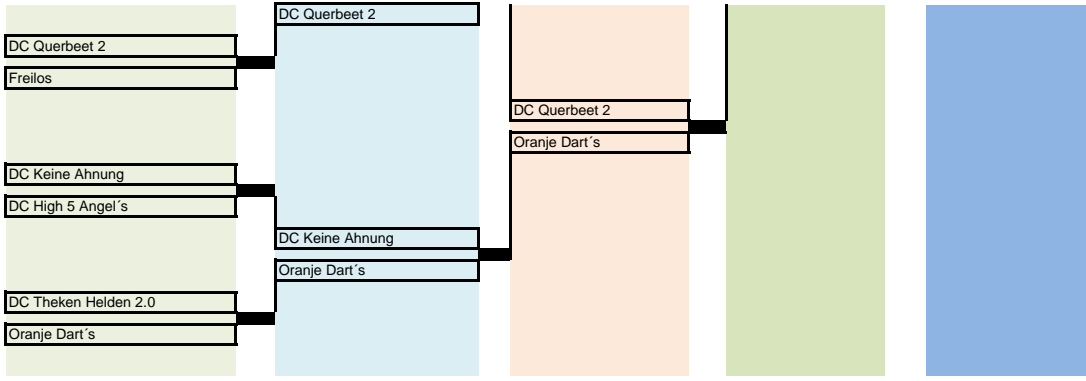 DC Querbeet 2
DC Querbeet 2
Freilos
DC Querbeet 2
Oranje Dart´s
DC Keine Ahnung
DC High 5 Angel´s
DC Keine Ahnung
Oranje Dart´s
DC Theken Helden 2.0
Oranje Dart´s